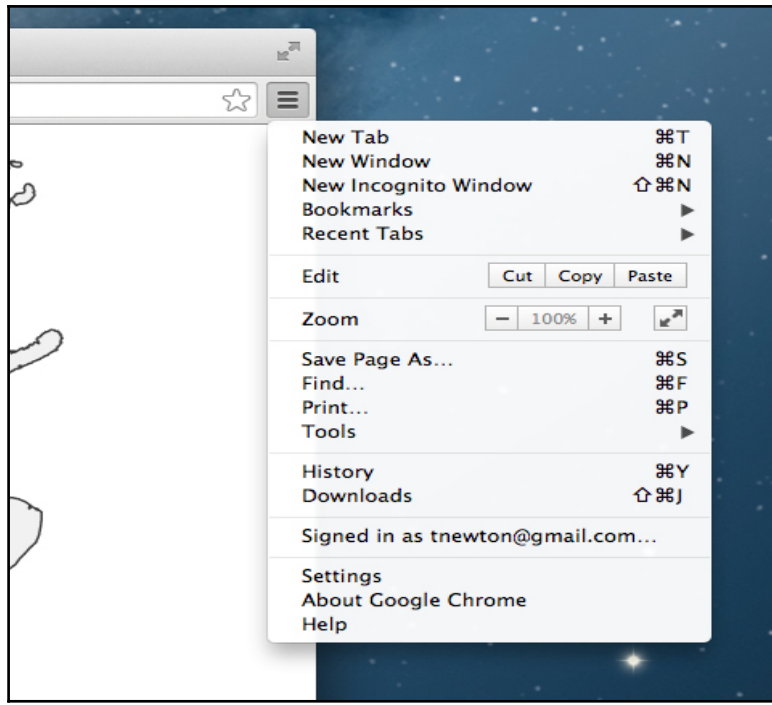 New Tab ⌘T
New Window ⌘N
New Incognito Window ⇧⌘N
Bookmarks ▶
Recent Tabs ▶
Edit Cut Copy Paste
Zoom − 100% +
Save Page As... ⌘S
Find... ⌘F
Print... ⌘P
Tools ▶
History ⌘Y
Downloads ⇧⌘J
Signed in as tnewton@gmail.com...
Settings
About Google Chrome
Help